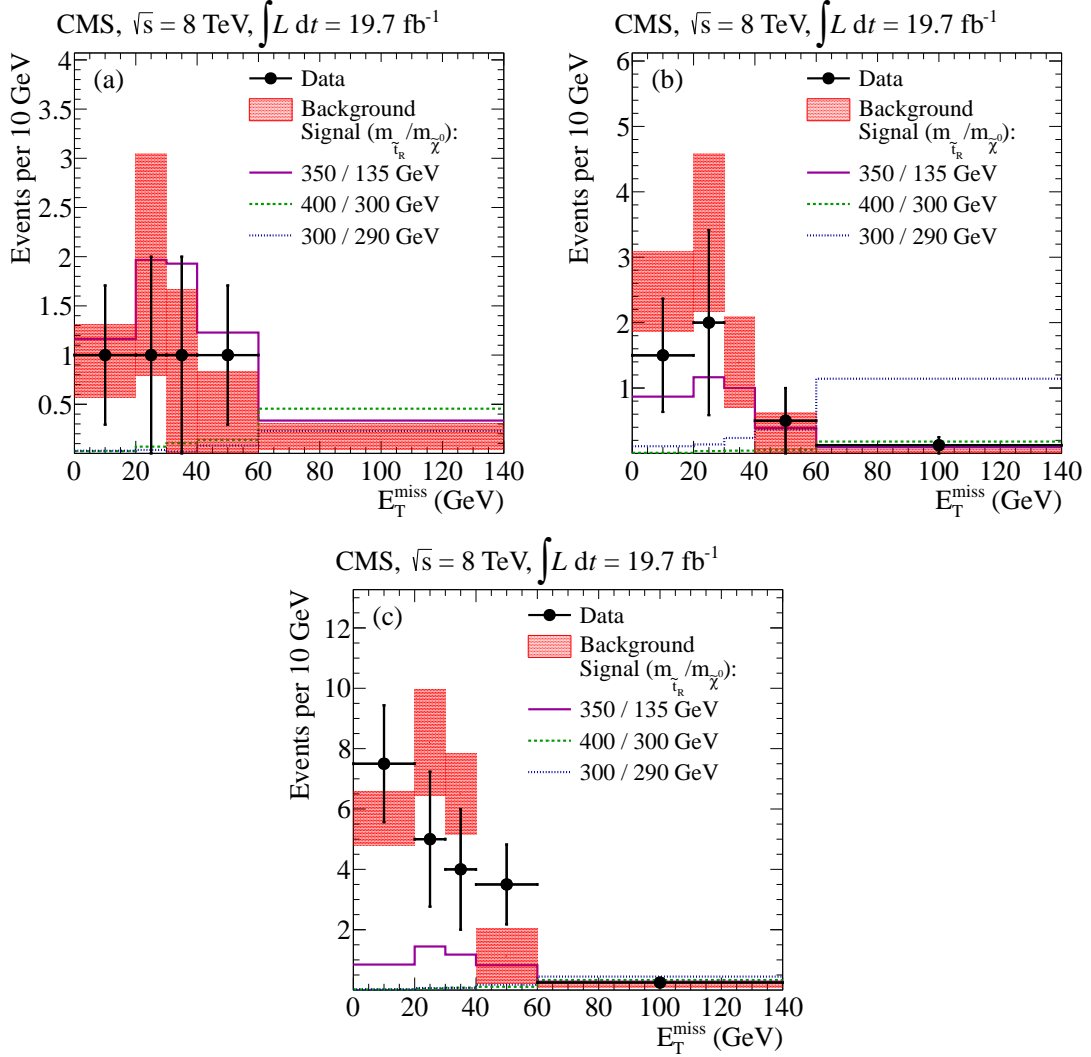 CMS, √s = 8 TeV, ∫L dt = 19.7 fb⁻¹
(a)
Data
Background
Signal (m_t̃_R/m_χ̃⁰):
350 / 135 GeV
400 / 300 GeV
300 / 290 GeV
Events per 10 GeV
4
3.5
3
2.5
2
1.5
1
0.5
0 20 40 60 80 100 120 140
E_T^miss (GeV)
CMS, √s = 8 TeV, ∫L dt = 19.7 fb⁻¹
(b)
Data
Background
Signal (m_t̃_R/m_χ̃⁰):
350 / 135 GeV
400 / 300 GeV
300 / 290 GeV
Events per 10 GeV
6
5
4
3
2
1
0 20 40 60 80 100 120 140
E_T^miss (GeV)
CMS, √s = 8 TeV, ∫L dt = 19.7 fb⁻¹
(c)
Data
Background
Signal (m_t̃_R/m_χ̃⁰):
350 / 135 GeV
400 / 300 GeV
300 / 290 GeV
Events per 10 GeV
12
10
8
6
4
2
0 20 40 60 80 100 120 140
E_T^miss (GeV)